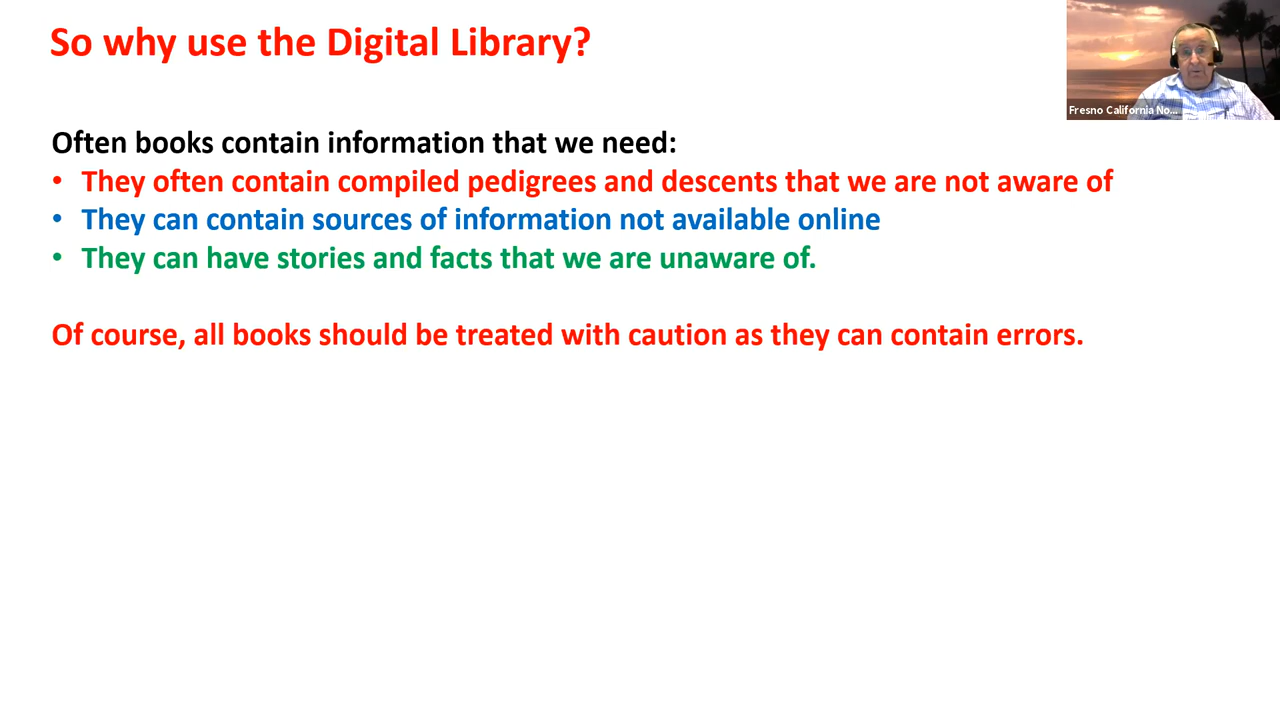 So why use the Digital Library?
Fresno California No...
Often books contain information that we need:
• They often contain compiled pedigrees and descents that we are not aware of
• They can contain sources of information not available online
• They can have stories and facts that we are unaware of.
Of course, all books should be treated with caution as they can contain errors.